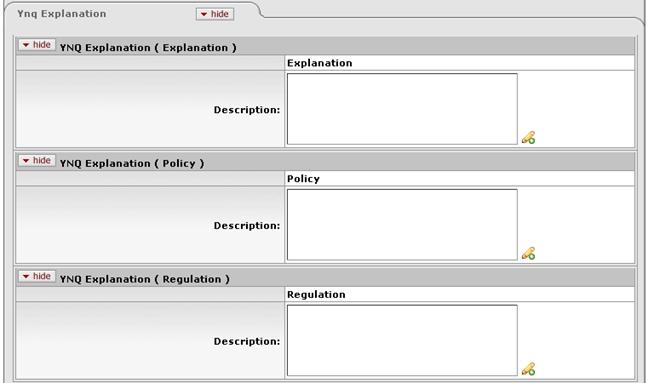 Ynq Explanation hide
hide YNQ Explanation ( Explanation )
Explanation
Description:
hide YNQ Explanation ( Policy )
Policy
Description:
hide YNQ Explanation ( Regulation )
Regulation
Description: